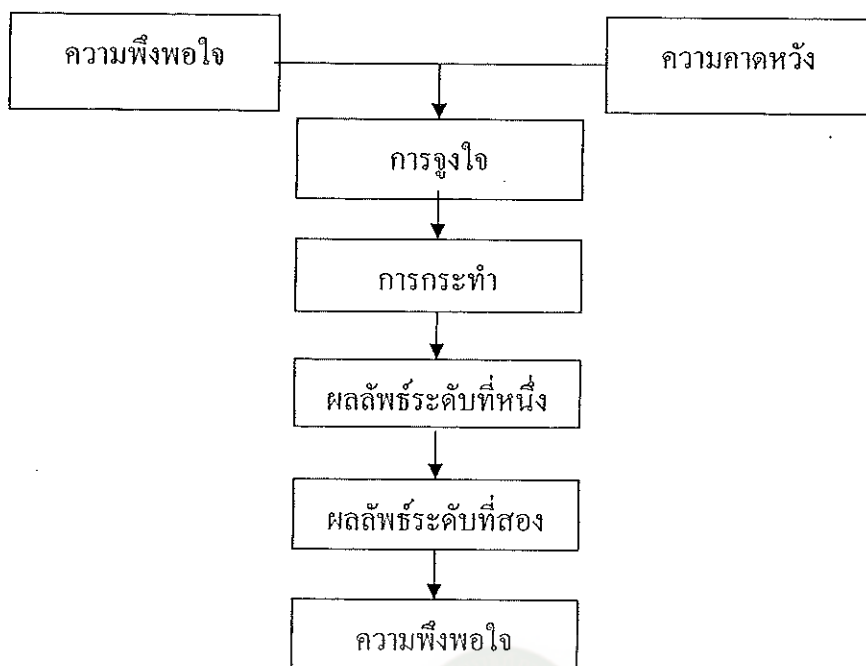 ความพึงพอใจ
ความคาดหวัง
การจูงใจ
การกระทำ
ผลลัพธ์ระดับที่หนึ่ง
ผลลัพธ์ระดับที่สอง
ความพึงพอใจ